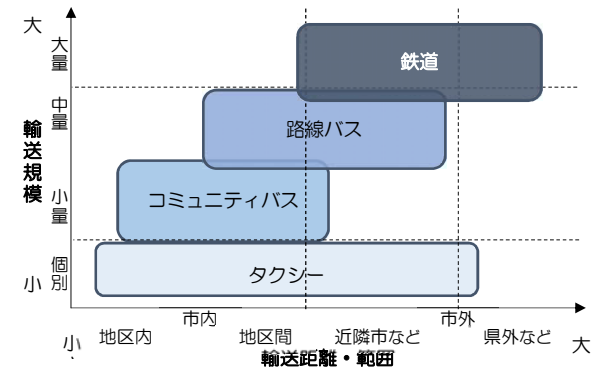 大
大量
中量
輸送規模
小量
個別
小
鉄道
路線バス
コミュニティバス
タクシー
市内
市外
小
地区内
地区間
近隣市など
県外など
大
輸送距離・範囲